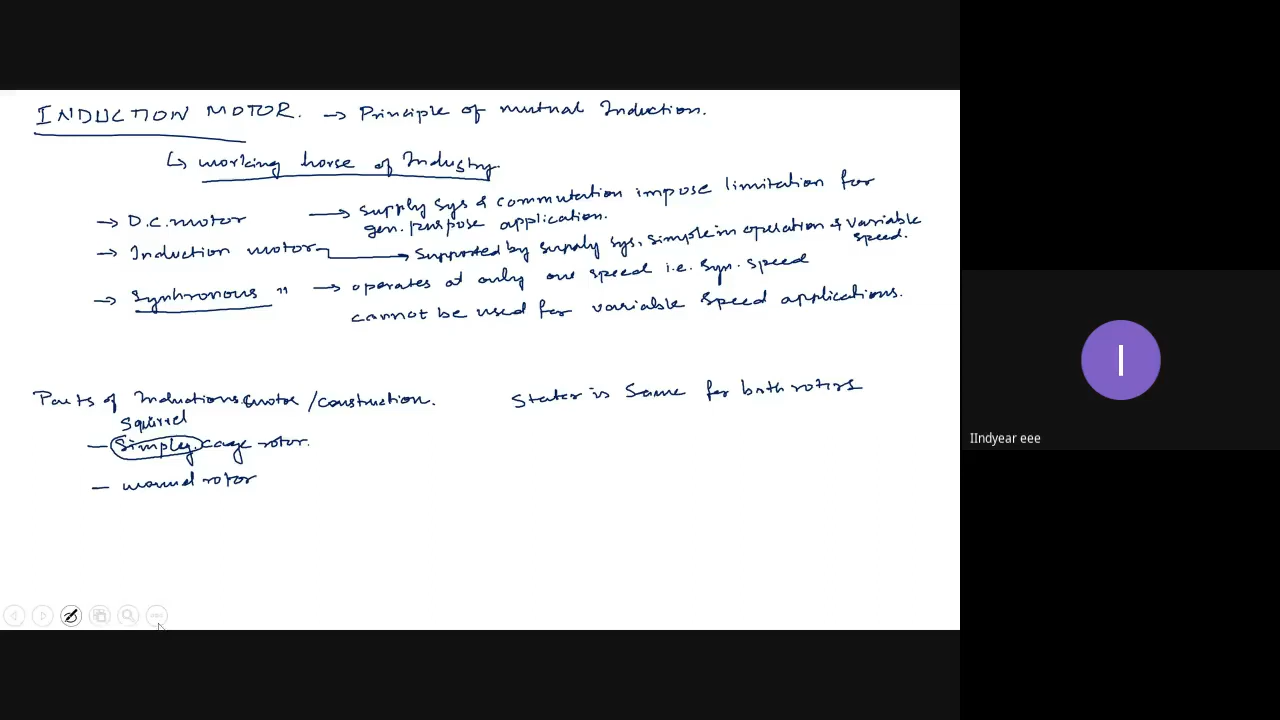 INDUCTION MOTOR. → Principle of mutual Induction.
↳ working horse of Industry.
→ D.C. motor → supply sys & commutation impose limitation for
gen. purpose application.
→ Induction motor → supported by supply sys, simple in operation & variable
speed.
→ Synhronous " → operates at only one speed i.e. syn. speed
cannot be used for variable speed applications.
Parts of Induction motor /construction. Stator is same for both rotors
Squirrel
- Simpley cage rotor.
- wound rotor
I
IIndyear eee